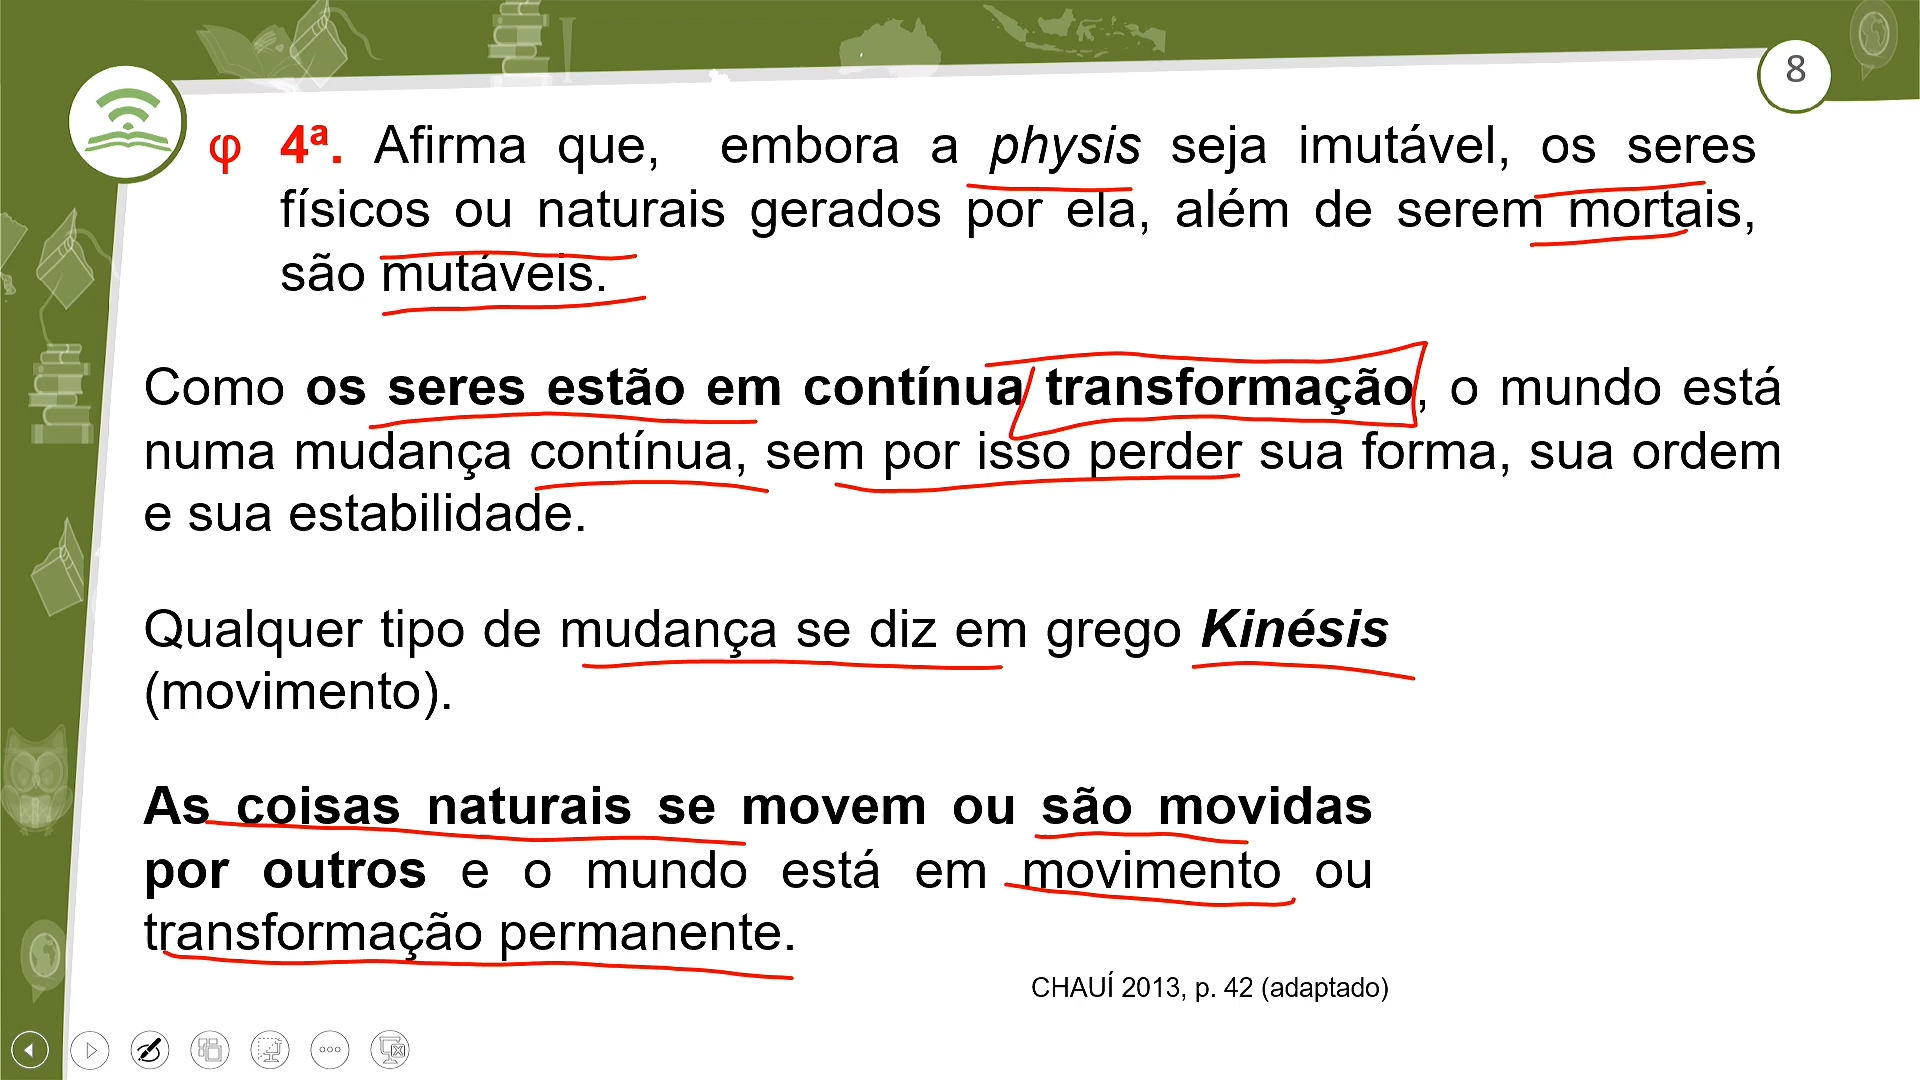 8
φ 4ª. Afirma que, embora a physis seja imutável, os seres
físicos ou naturais gerados por ela, além de serem mortais,
são mutáveis.
Como os seres estão em contínua transformação, o mundo está
numa mudança contínua, sem por isso perder sua forma, sua ordem
e sua estabilidade.
Qualquer tipo de mudança se diz em grego Kinésis
(movimento).
As coisas naturais se movem ou são movidas
por outros e o mundo está em movimento ou
transformação permanente.
CHAUÍ 2013, p. 42 (adaptado)